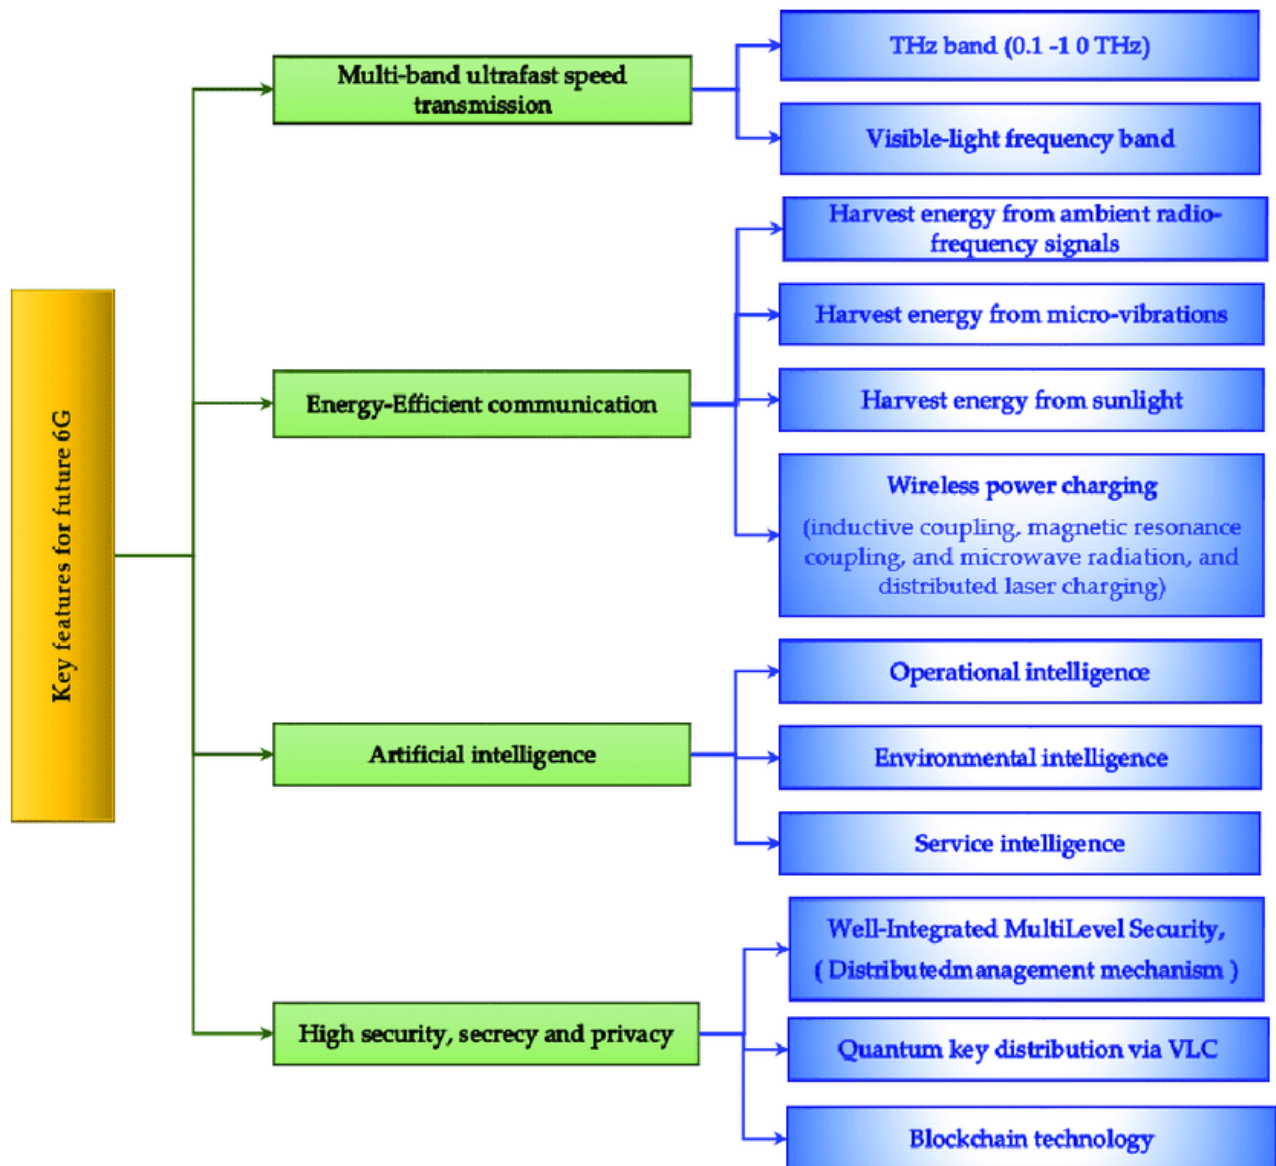 Key features for future 6G
Multi-band ultrafast speed
transmission
THz band (0.1 -1 0 THz)
Visible-light frequency band
Energy-Efficient communication
Harvest energy from ambient radio-
frequency signals
Harvest energy from micro-vibrations
Harvest energy from sunlight
Wireless power charging
(inductive coupling, magnetic resonance
coupling, and microwave radiation, and
distributed laser charging)
Artificial intelligence
Operational intelligence
Environmental intelligence
Service intelligence
High security, secrecy and privacy
Well-Integrated MultiLevel Security,
( Distributedmanagement mechanism )
Quantum key distribution via VLC
Blockchain technology